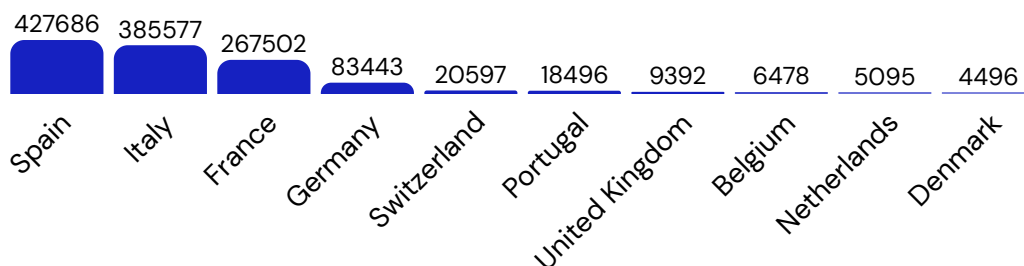 427686
385577
267502
83443
20597
18496
9392
6478
5095
4496
Spain
Italy
France
Germany
Switzerland
Portugal
United Kingdom
Belgium
Netherlands
Denmark